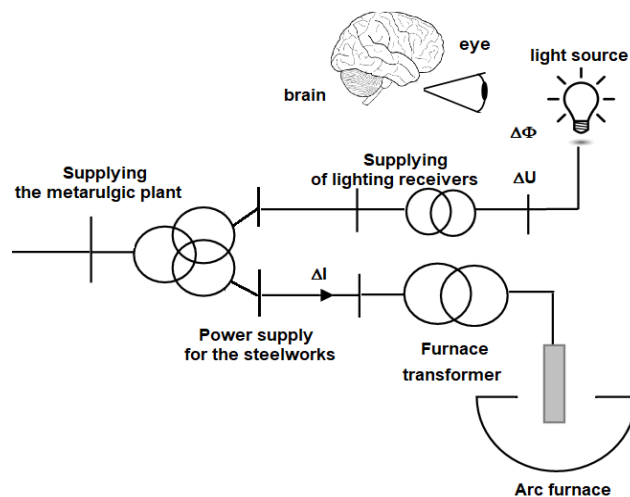 eye
light source
brain
ΔΦ
Supplying
the metarulgic plant
Supplying
of lighting receivers
ΔU
ΔI
Power supply
for the steelworks
Furnace
transformer
Arc furnace